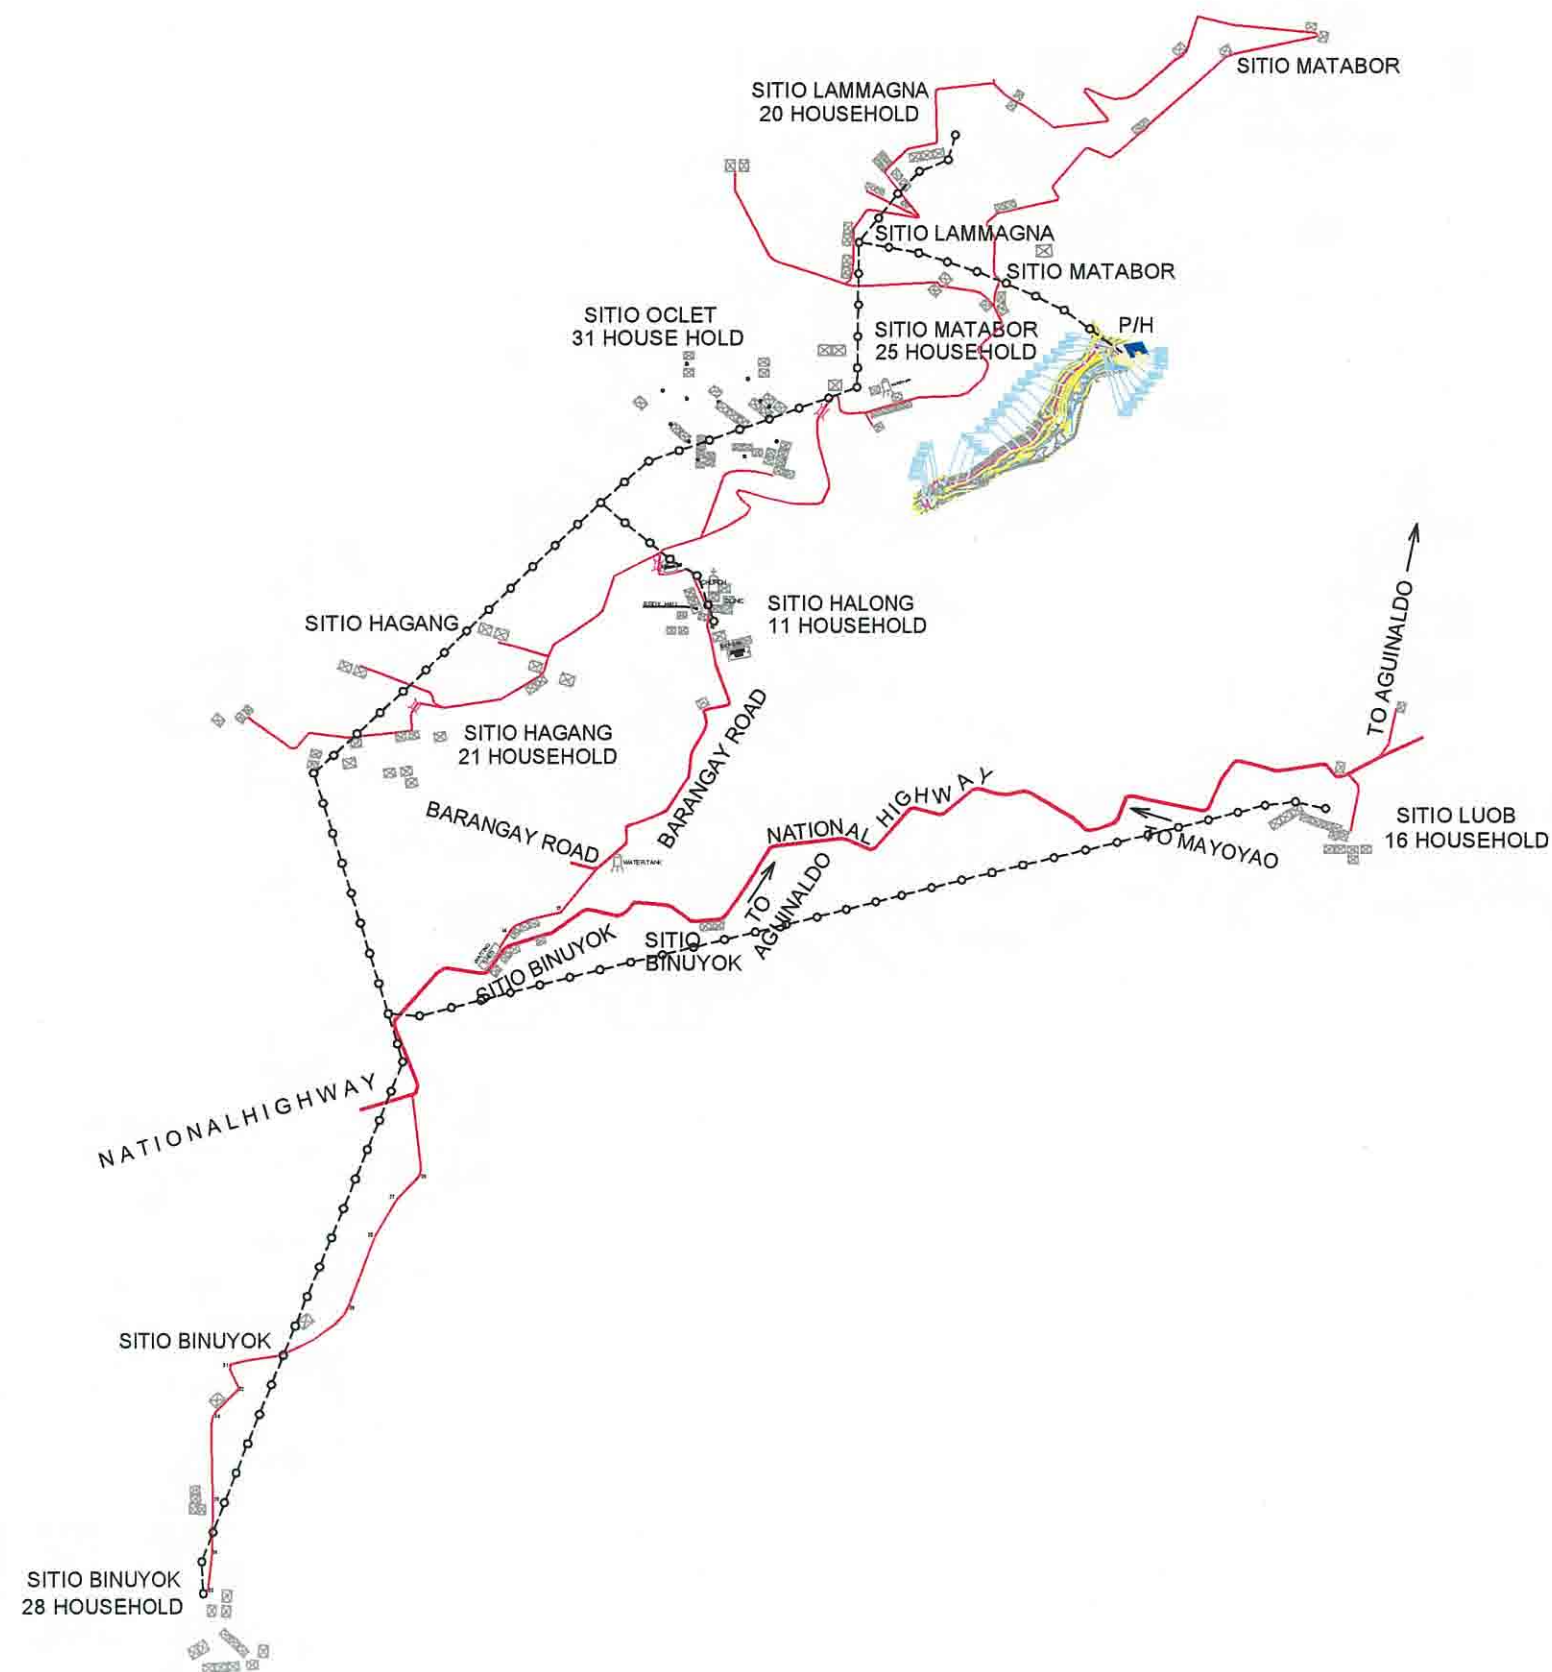 SITIO MATABOR
SITIO LAMMAGNA
20 HOUSEHOLD
SITIO LAMMAGNA
SITIO MATABOR
SITIO OCLET
31 HOUSE HOLD
SITIO MATABOR
25 HOUSEHOLD
P/H
SITIO HALONG
11 HOUSEHOLD
SITIO HAGANG
TO AGUINALDO
SITIO HAGANG
21 HOUSEHOLD
BARANGAY ROAD
BARANGAY ROAD
WATERTANK
NATIONAL HIGHWAY
TO MAYOYAO
SITIO LUOB
16 HOUSEHOLD
TO
AGUINALDO
SITIO BINUYOK
SITIO
BINUYOK
NATIONALHIGHWAY
SITIO BINUYOK
SITIO BINUYOK
28 HOUSEHOLD